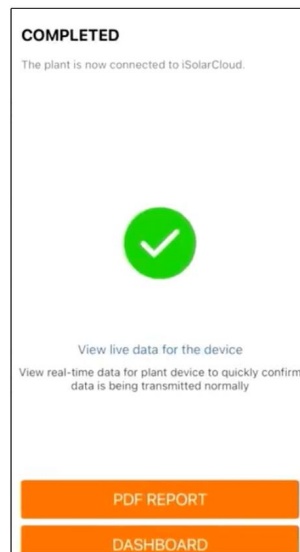 COMPLETED
The plant is now connected to iSolarCloud.
View live data for the device
View real-time data for plant device to quickly confirm
data is being transmitted normally
PDF REPORT
DASHBOARD